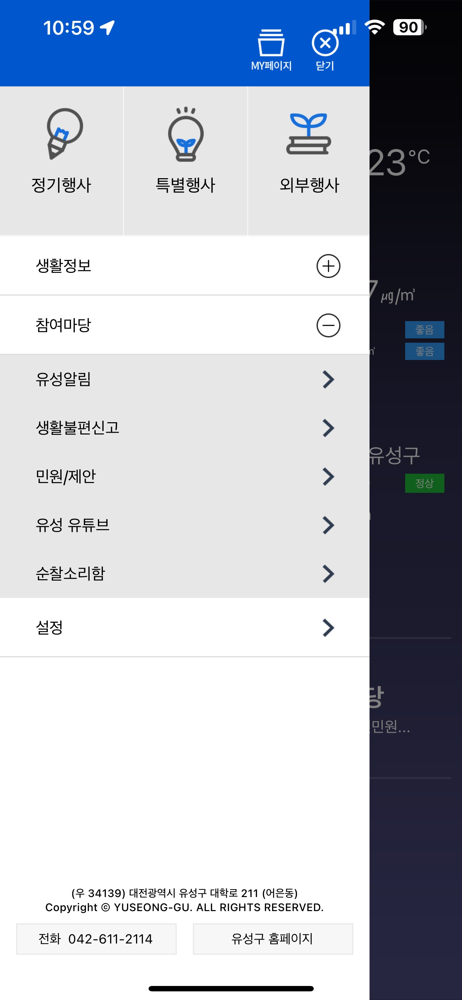 10:59
90
MY페이지
닫기
정기행사
특별행사
외부행사
23°C
생활정보
7 ㎍/㎥
참여마당
좋음
좋음
유성알림
생활불편신고
유성구
민원/제안
정상
유성 유튜브
순찰소리함
설정
당
민원...
(우 34139) 대전광역시 유성구 대학로 211 (어은동)
Copyright © YUSEONG-GU. ALL RIGHTS RESERVED.
전화 042-611-2114
유성구 홈페이지